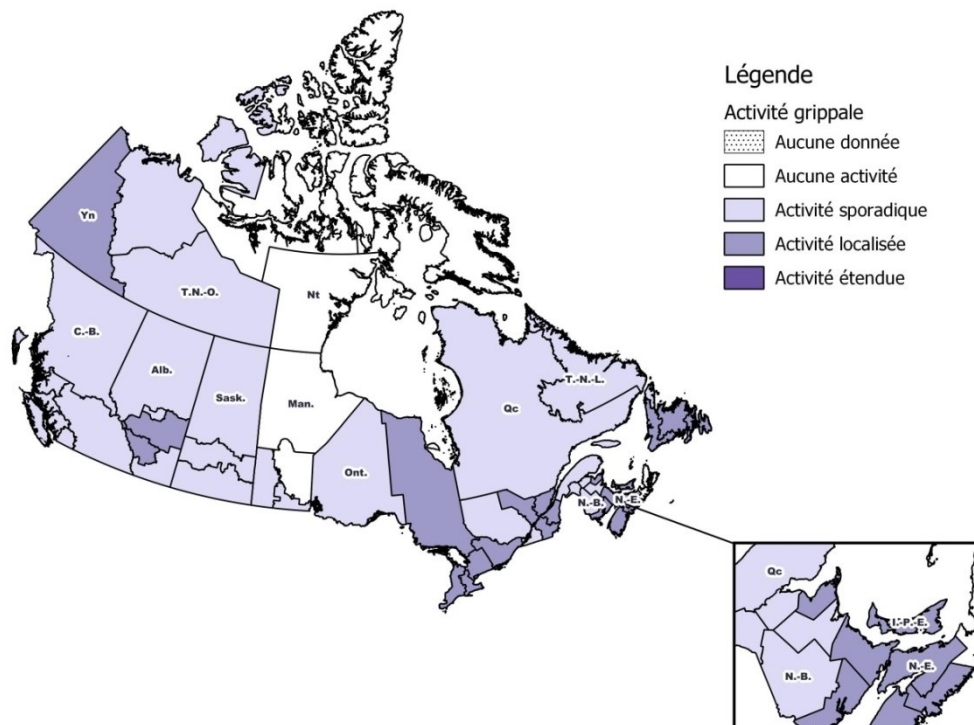 Légende
Activité grippale
Aucune donnée
Aucune activité
Activité sporadique
Activité localisée
Activité étendue
Yn
T.N.-O.
Nt
C.-B.
Alb.
Sask.
Man.
Ont.
Qc
T.-N.-L.
N.-B.
N.-E.
Qc
I.-P.-E.
N.-E.
N.-B.